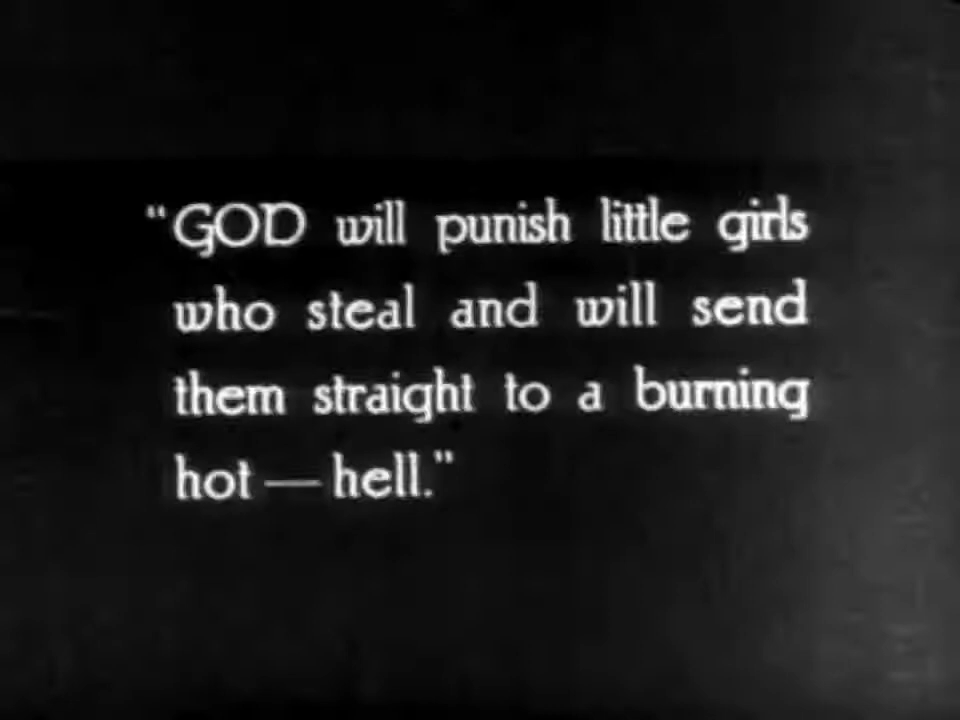 "GOD will punish little girls
who steal and will send
them straight to a burning
hot — hell."